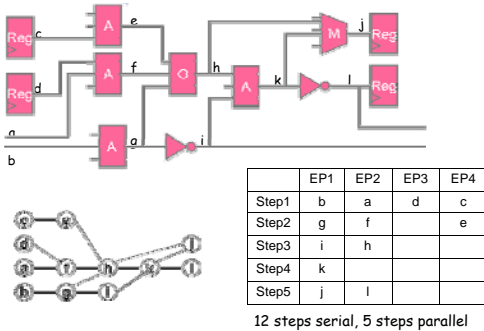 Reg c A e
Reg d A f O h A k M j Reg
l Reg
a
b A g i
EP1 EP2 EP3 EP4
Step1 b a d c
Step2 g f e
Step3 i h
Step4 k
Step5 j l
12 steps serial, 5 steps parallel